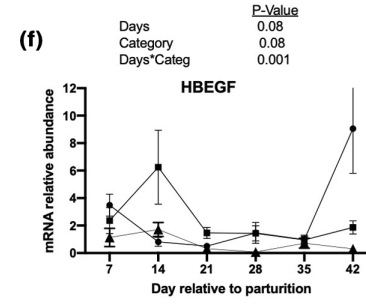 P-Value
(f)
Days 0.08
Category 0.08
Days*Categ 0.001
HBEGF
mRNA relative abundance
12
10
8
6
4
2
0
7 14 21 28 35 42
Day relative to parturition